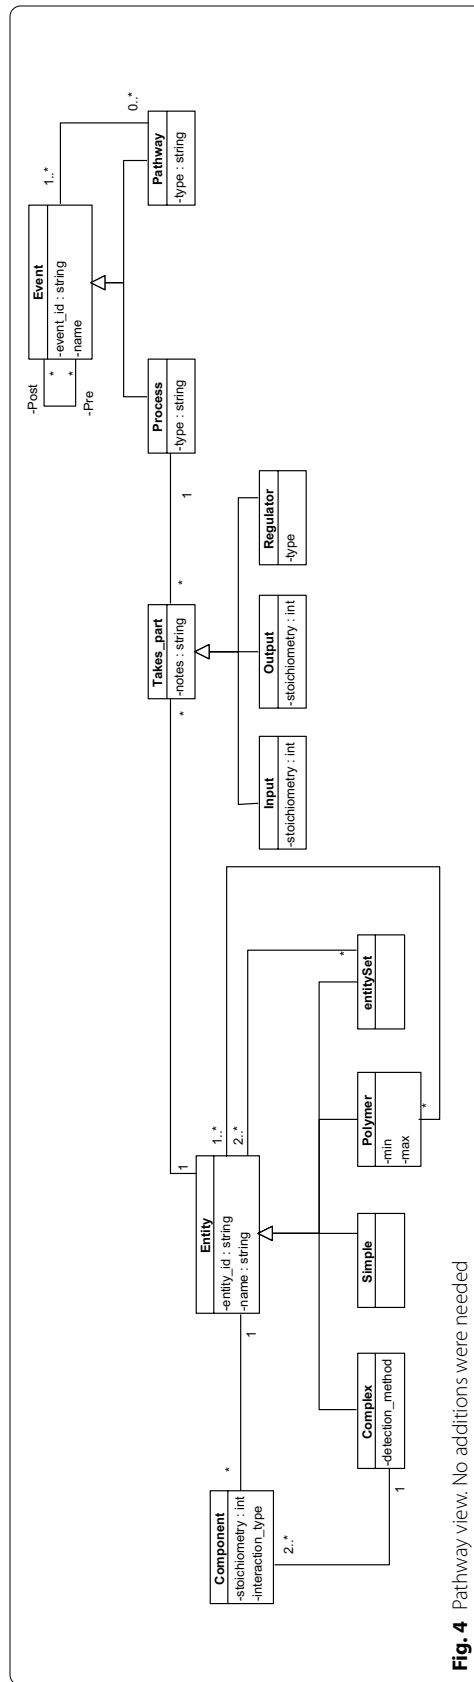 Component
-stoichiometry : int
-interaction_type
*
1
2..*
1
Entity
-entity_id : string
-name : string
1
1..*
2..*
Complex
-detection_method
Simple
Polymer
-min
-max
*
entitySet
*
Takes_part
-notes : string
*
*
1
Input
-stoichiometry : int
Output
-stoichiometry : int
Regulator
-type
Process
-type : string
Event
-event_id : string
-name
-Post
*
*
-Pre
1..*
0..*
Pathway
-type : string
Fig. 4 Pathway view. No additions were needed